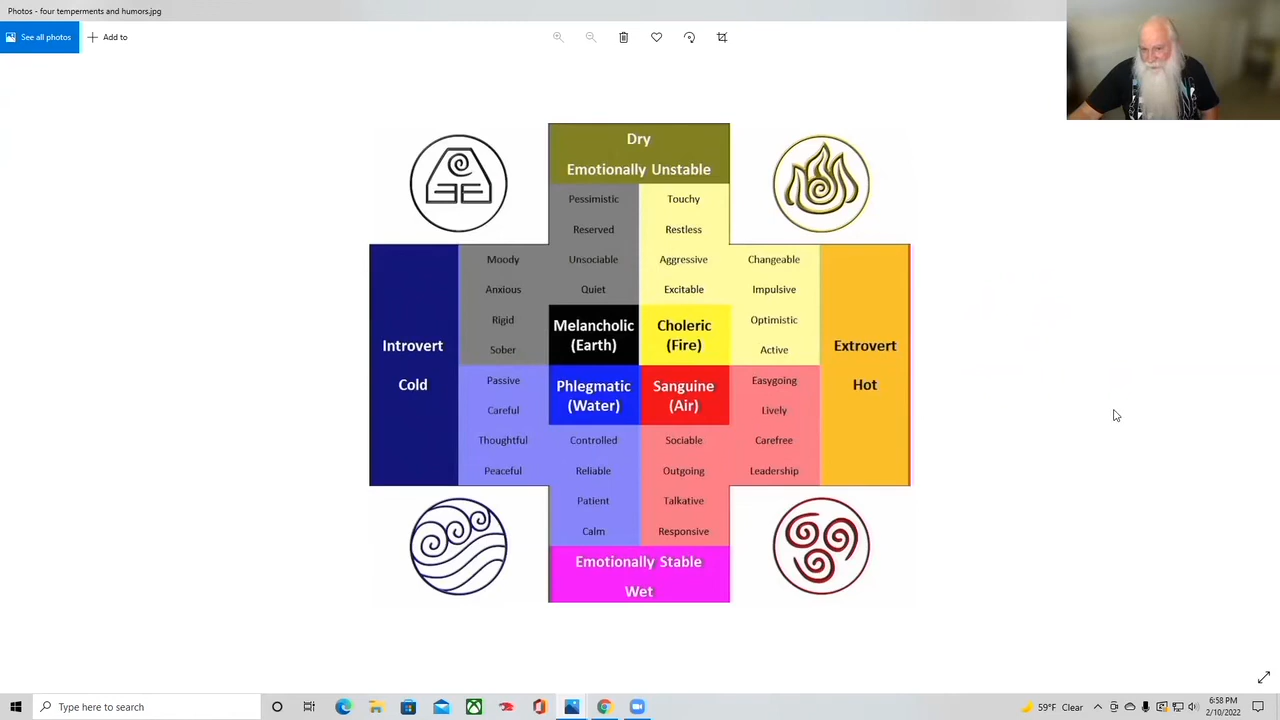 Photos - four temperments and humors.jpg
See all photos
Add to
Dry
Emotionally Unstable
Pessimistic
Touchy
Reserved
Restless
Moody
Unsociable
Aggressive
Changeable
Anxious
Quiet
Excitable
Impulsive
Rigid
Optimistic
Sober
Active
Melancholic
(Earth)
Choleric
(Fire)
Introvert
Cold
Extrovert
Hot
Phlegmatic
(Water)
Sanguine
(Air)
Passive
Easygoing
Careful
Lively
Thoughtful
Controlled
Sociable
Carefree
Peaceful
Reliable
Outgoing
Leadership
Patient
Talkative
Calm
Responsive
Emotionally Stable
Wet
Type here to search
59°F Clear
6:58 PM
2/10/2022